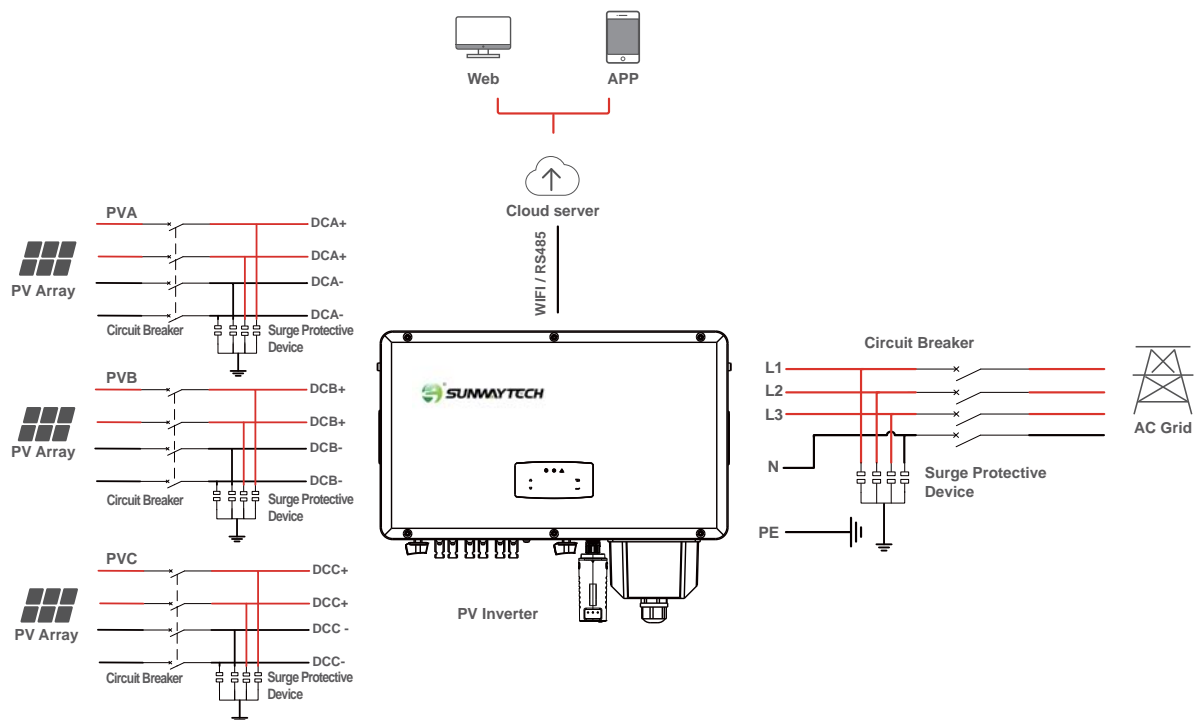 Web
APP
Cloud server
WIFI / RS485
PVA
DCA+
DCA+
PV Array
DCA-
DCA-
Circuit Breaker
Surge Protective
Device
PVB
DCB+
DCB+
PV Array
DCB-
DCB-
Circuit Breaker
Surge Protective
Device
PVC
DCC+
DCC+
PV Array
DCC -
DCC-
Circuit Breaker
Surge Protective
Device
SUNWAYTECH
PV Inverter
Circuit Breaker
L1
L2
L3
AC Grid
N
Surge Protective
Device
PE